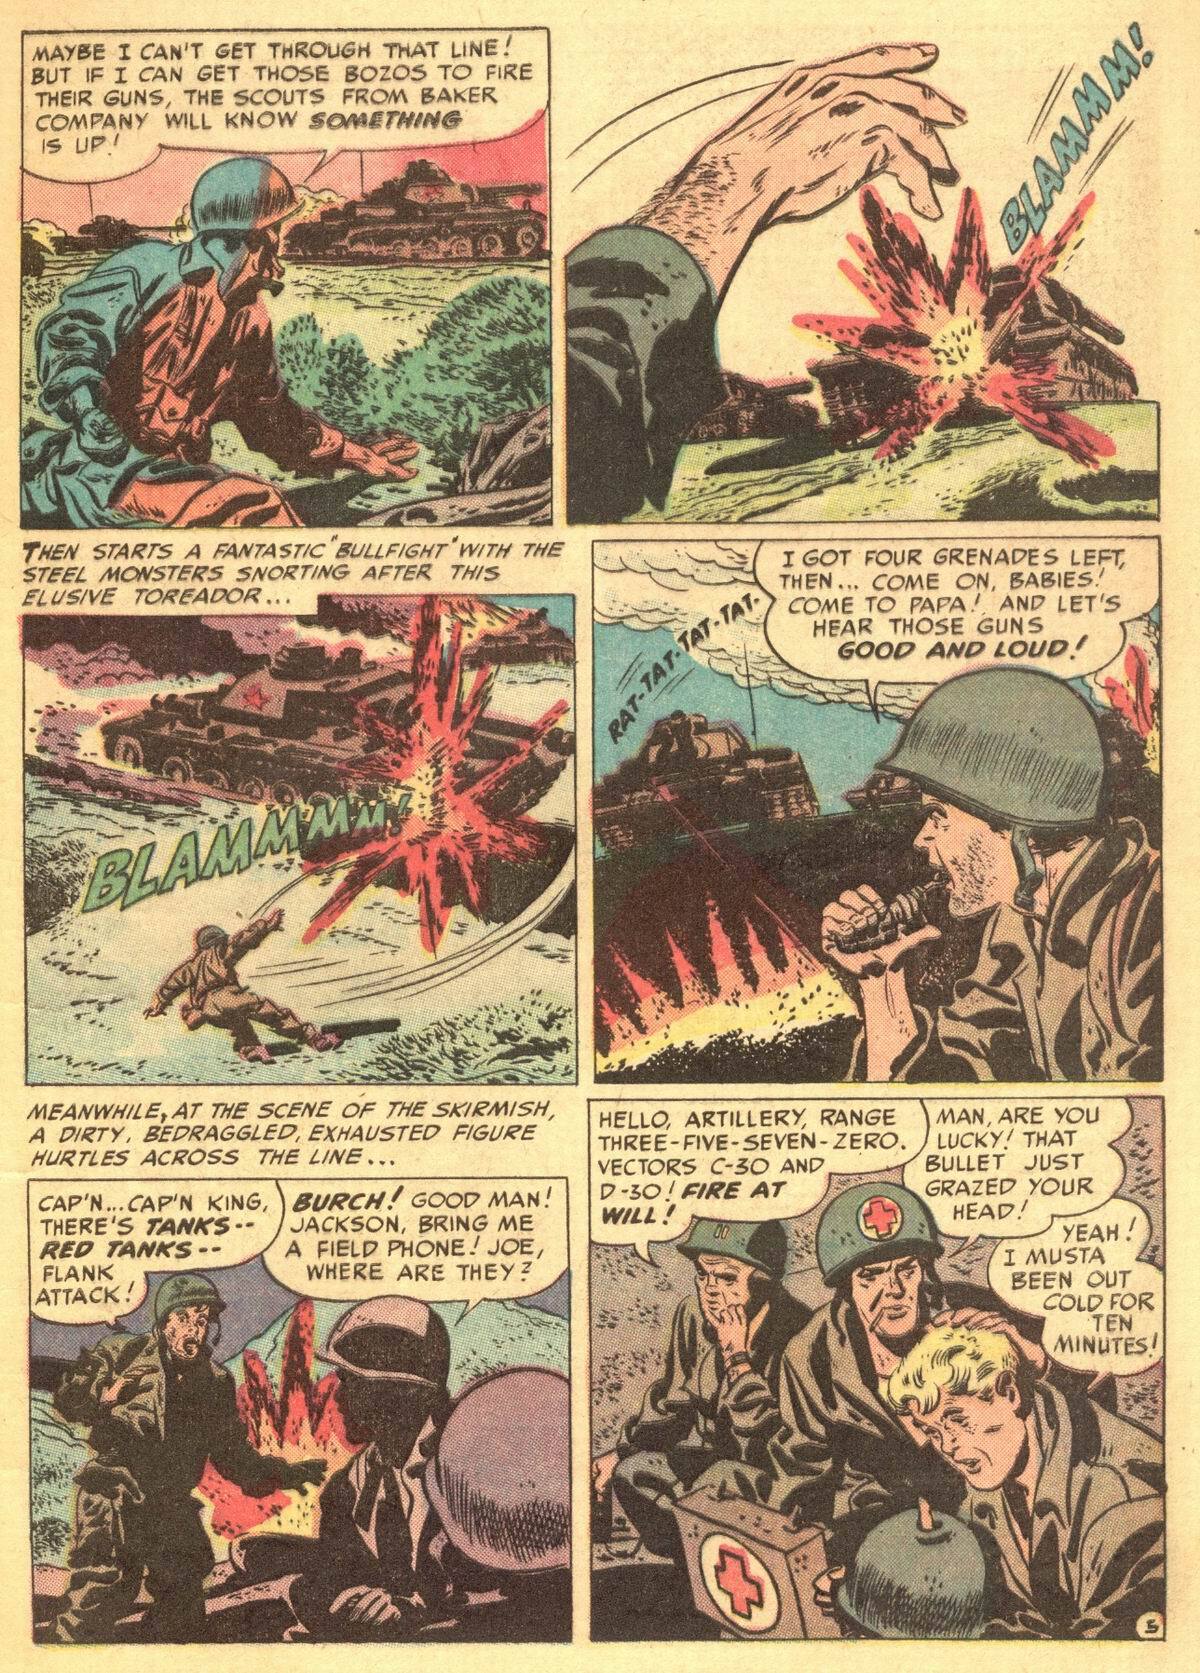 MAYBE I CAN'T GET THROUGH THAT LINE!
BUT IF I CAN GET THOSE BOZOS TO FIRE
THEIR GUNS, THE SCOUTS FROM BAKER
COMPANY WILL KNOW SOMETHING
IS UP!
BLAMMMM!
THEN STARTS A FANTASTIC "BULLFIGHT" WITH THE
STEEL MONSTERS SNORTING AFTER THIS
ELUSIVE TOREADOR...
BLAMMMMM!
I GOT FOUR GRENADES LEFT,
THEN... COME ON, BABIES!
COME TO PAPA! AND LET'S
HEAR THOSE GUNS
GOOD AND LOUD!
RAT-TAT-TAT-TAT-TAT.
MEANWHILE, AT THE SCENE OF THE SKIRMISH,
A DIRTY, BEDRAGGLED, EXHAUSTED FIGURE
HURTLES ACROSS THE LINE...
CAP'N... CAP'N KING,
THERE'S TANKS--
RED TANKS--
FLANK
ATTACK!
BURCH! GOOD MAN!
JACKSON, BRING ME
A FIELD PHONE! JOE,
WHERE ARE THEY?
HELLO, ARTILLERY, RANGE
THREE-FIVE-SEVEN-ZERO.
VECTORS C-30 AND
D-30! FIRE AT
WILL!
MAN, ARE YOU
LUCKY! THAT
BULLET JUST
GRAZED YOUR
HEAD!
YEAH!
I MUSTA
BEEN OUT
COLD FOR
TEN
MINUTES!
5